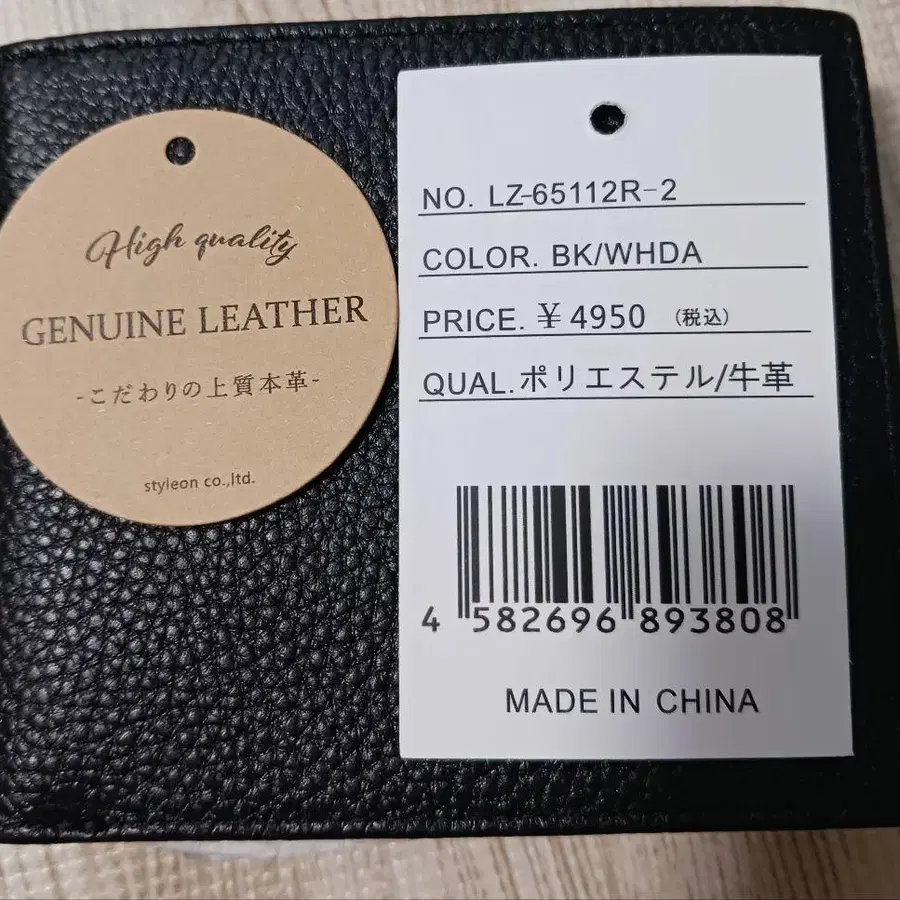 High quality
GENUINE LEATHER
-こだわりの上質本革-
styleon co.,ltd.
NO. LZ-65112R-2
COLOR. BK/WHDA
PRICE. ￥4950 (税込)
QUAL. ポリエステル/牛革
4 582696 893808
MADE IN CHINA